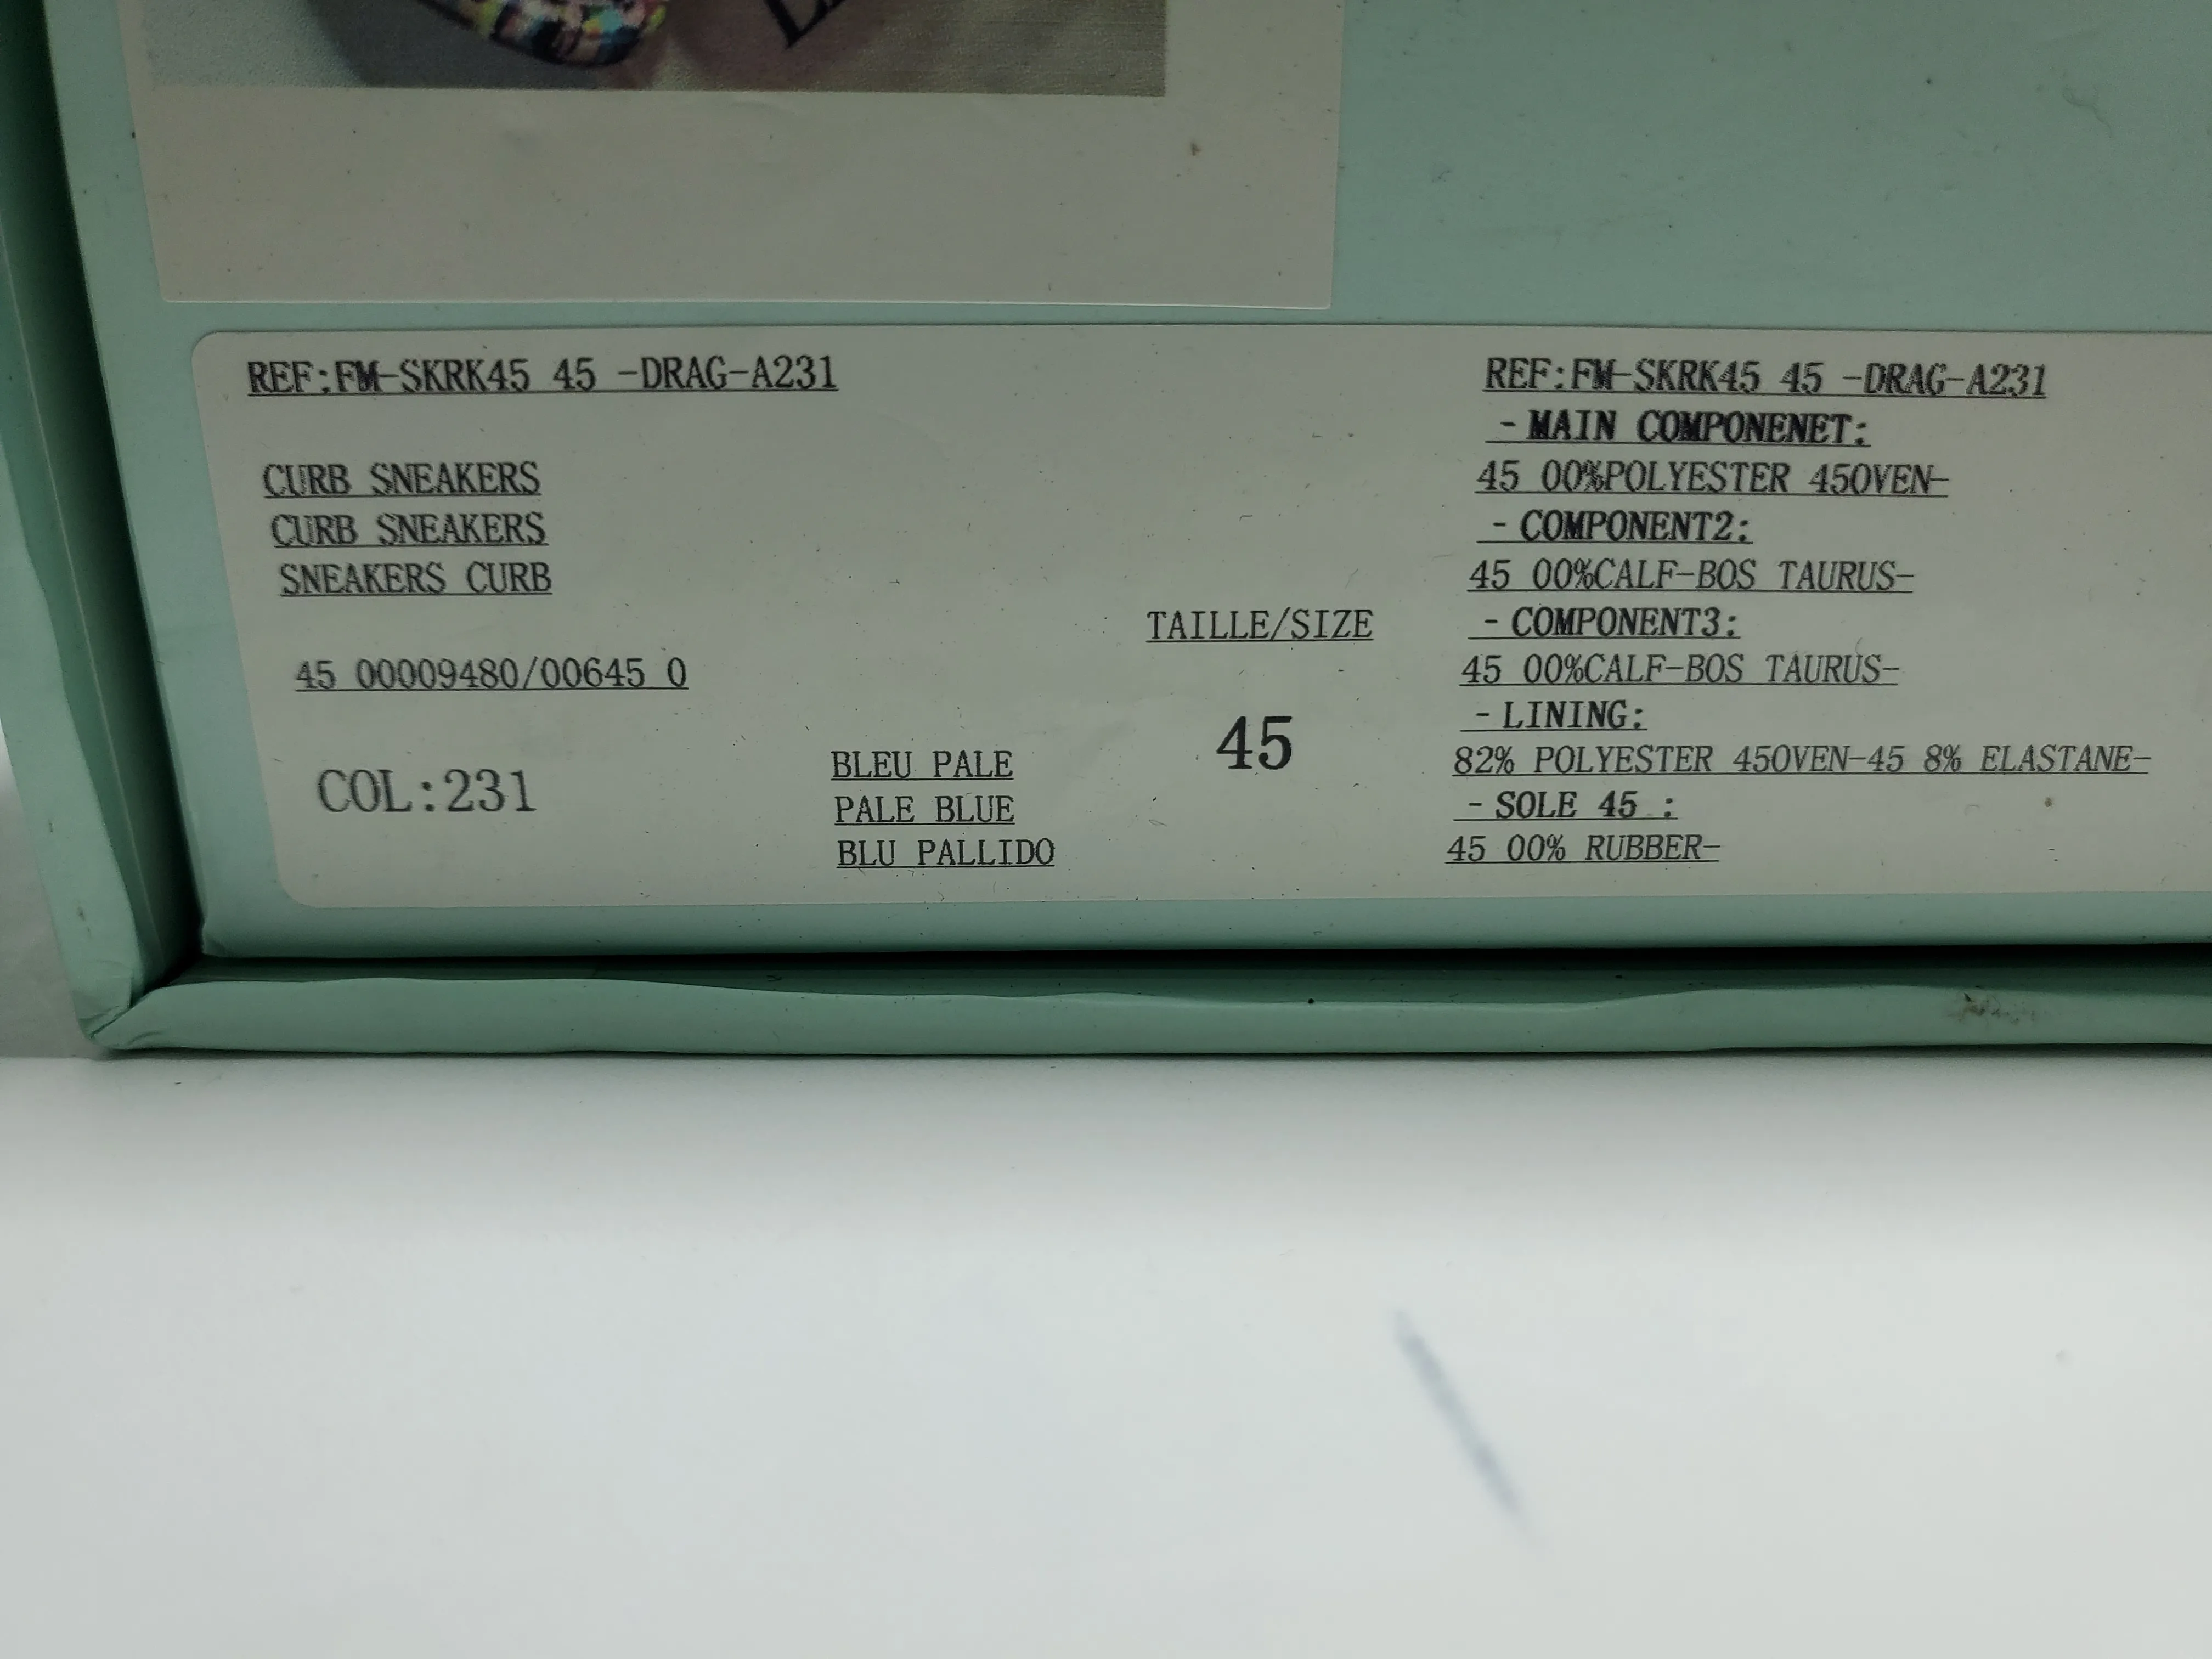 REF:FM-SKRK45 45 -DRAG-A231
CURB SNEAKERS
CURB SNEAKERS
SNEAKERS CURB
45 00009480/00645 0
COL:231
BLEU PALE
PALE BLUE
BLU PALLIDO
TAILLE/SIZE
45
REF:FM-SKRK45 45 -DRAG-A231
- MAIN COMPONENET:
45 00%POLYESTER 45OVEN-
- COMPONENT2:
45 00%CALF-BOS TAURUS-
- COMPONENT3:
45 00%CALF-BOS TAURUS-
- LINING:
82% POLYESTER 45OVEN-45 8% ELASTANE-
- SOLE 45 :
45 00% RUBBER-